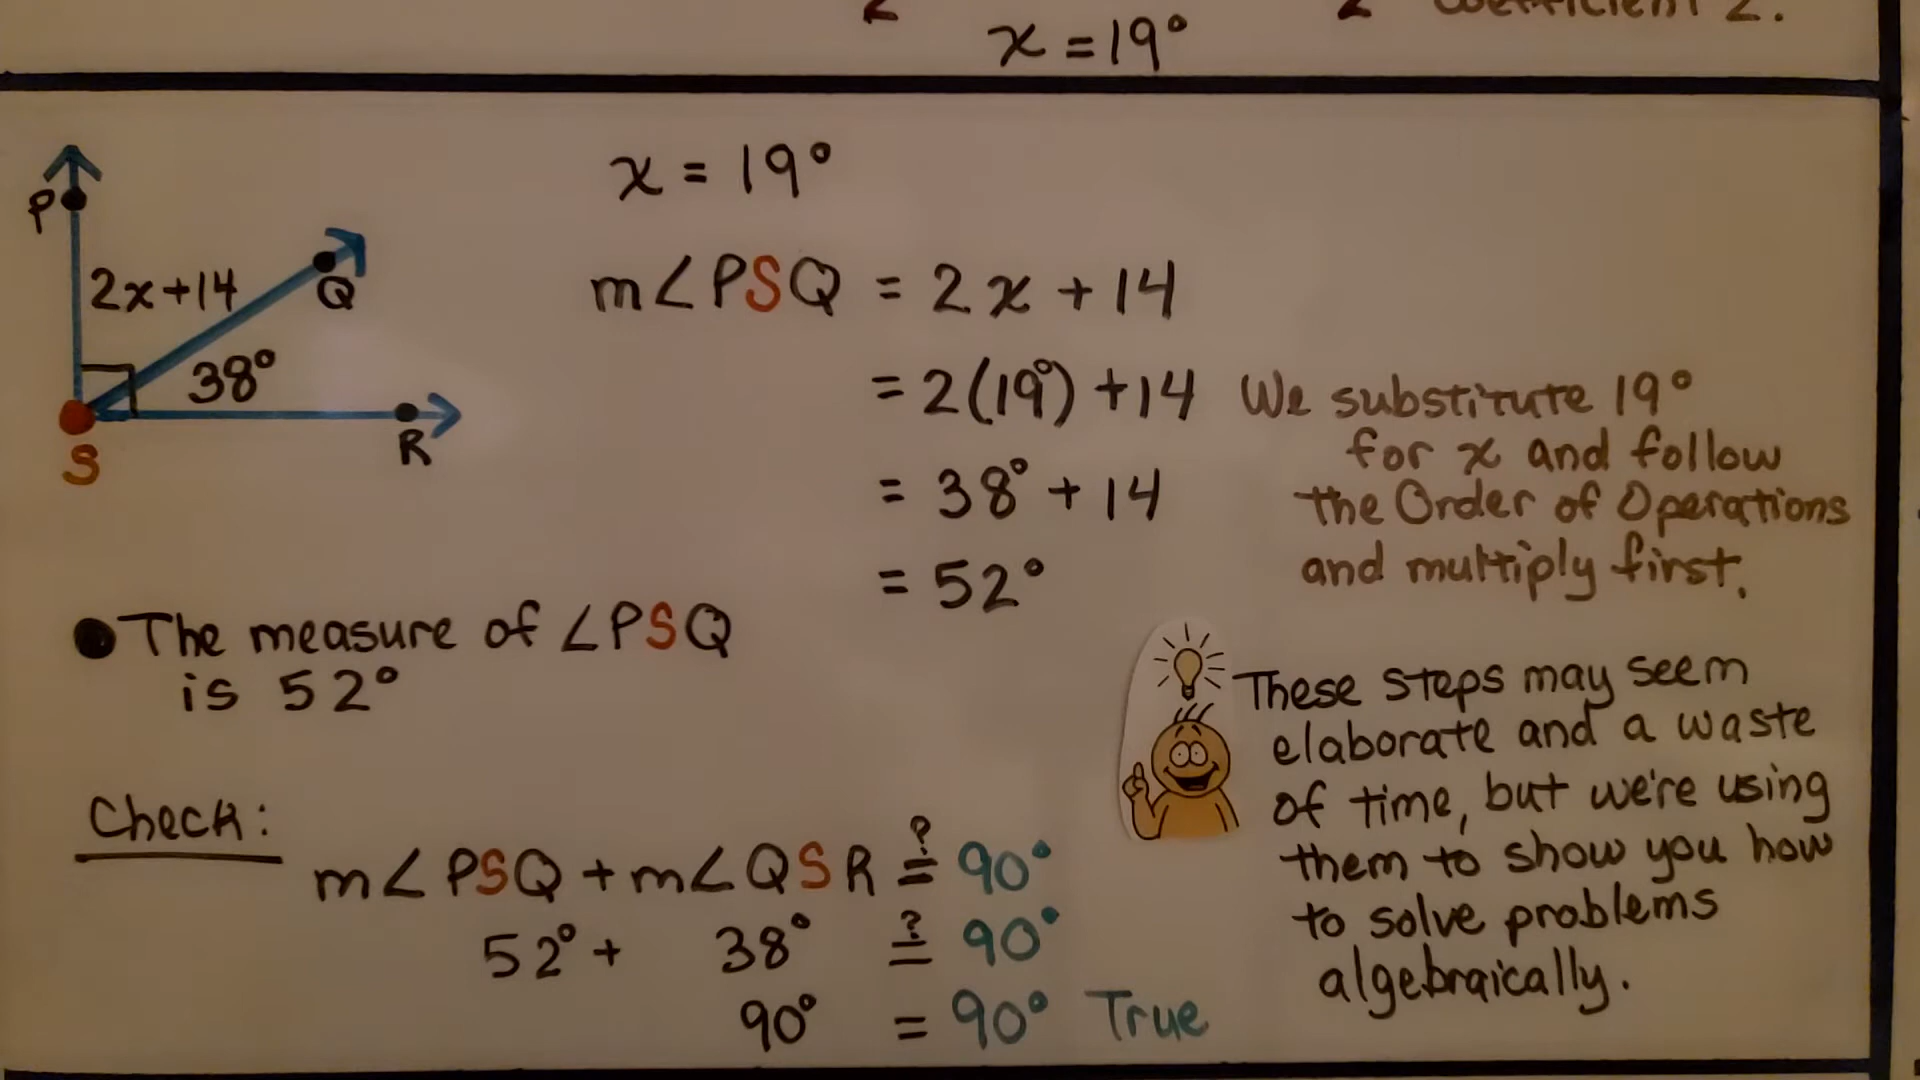 coefficient 2.
x = 19°
P
2x+14
Q
38°
S
R
x = 19°
m∠PSQ = 2x + 14
= 2(19°) + 14
= 38° + 14
= 52°
We substitute 19°
for x and follow
the Order of Operations
and multiply first.
● The measure of ∠PSQ
is 52°
These steps may seem
elaborate and a waste
of time, but we're using
them to show you how
to solve problems
algebraically.
Check:
m∠PSQ + m∠QSR ≟ 90°
52° + 38° ≟ 90°
90° = 90° True